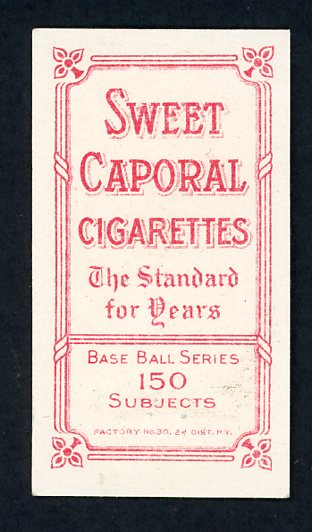 SWEET
CAPORAL
CIGARETTES
The Standard
for Years
BASE BALL SERIES
150
SUBJECTS
FACTORY No. 30, 2d DIST. N.Y.